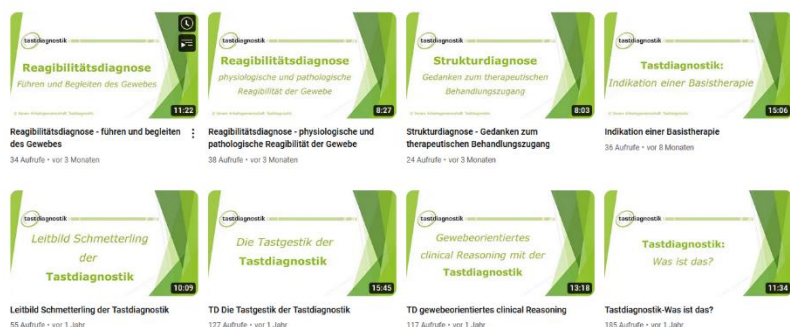 tastdiagnostik
Reagibilitätsdiagnose
Führen und Begleiten des Gewebes
11:22
Reagibilitätsdiagnose - führen und begleiten
des Gewebes
34 Aufrufe • vor 3 Monaten
tastdiagnostik
Reagibilitätsdiagnose
physiologische und pathologische
Reagibilität der Gewebe
8:27
Reagibilitätsdiagnose - physiologische und
pathologische Reagibilität der Gewebe
38 Aufrufe • vor 3 Monaten
tastdiagnostik
Strukturdiagnose
Gedanken zum therapeutischen
Behandlungszugang
8:03
Strukturdiagnose - Gedanken zum
therapeutischen Behandlungszugang
24 Aufrufe • vor 3 Monaten
tastdiagnostik
Tastdiagnostik:
Indikation einer Basistherapie
15:06
Indikation einer Basistherapie
36 Aufrufe • vor 8 Monaten
tastdiagnostik
Leitbild Schmetterling
der
Tastdiagnostik
10:09
Leitbild Schmetterling der Tastdiagnostik
55 Aufrufe • vor 1 Jahr
tastdiagnostik
Die Tastgestik der
Tastdiagnostik
15:45
TD Die Tastgestik der Tastdiagnostik
127 Aufrufe • vor 1 Jahr
tastdiagnostik
Gewebeorientiertes
clinical Reasoning mit der
Tastdiagnostik
13:18
TD gewebeorientiertes clinical Reasoning
117 Aufrufe • vor 1 Jahr
tastdiagnostik
Tastdiagnostik:
Was ist das?
11:34
Tastdiagnostik-Was ist das?
185 Aufrufe • vor 1 Jahr